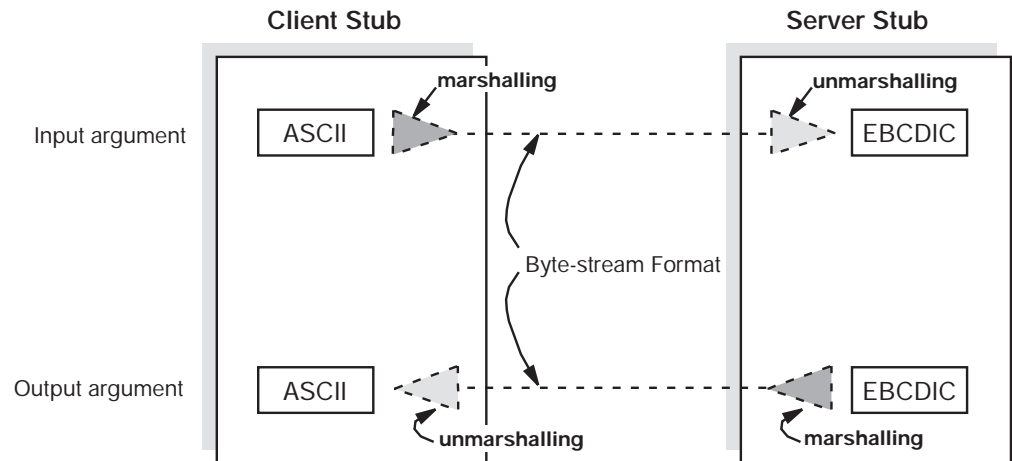 Client Stub
Server Stub
marshalling
unmarshalling
Input argument
ASCII
EBCDIC
Byte-stream Format
Output argument
ASCII
EBCDIC
unmarshalling
marshalling